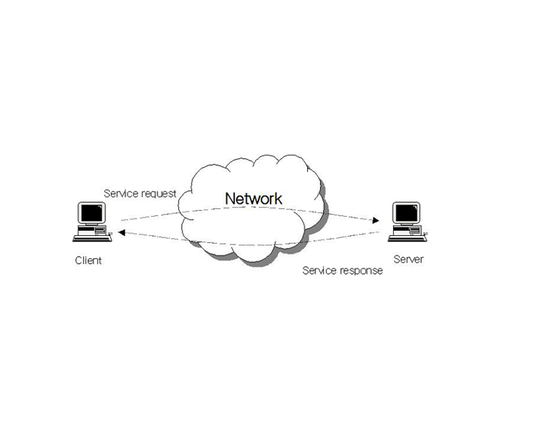 Service request
Network
Client
Server
Service response